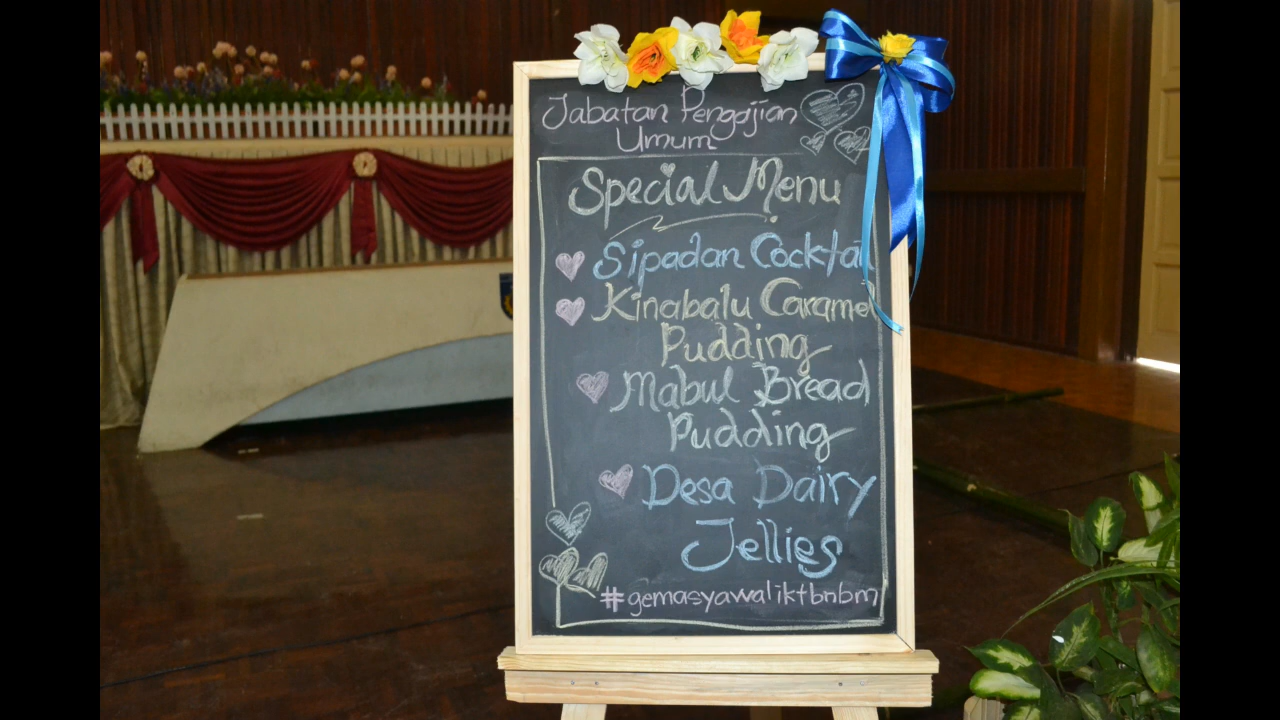 Jabatan Pengajian
Umum
Special Menu
Sipadan Cocktail
Kinabalu Caramel
Pudding
Mabul Bread
Pudding
Desa Dairy
Jellies
#gemasyawaliktbnbm